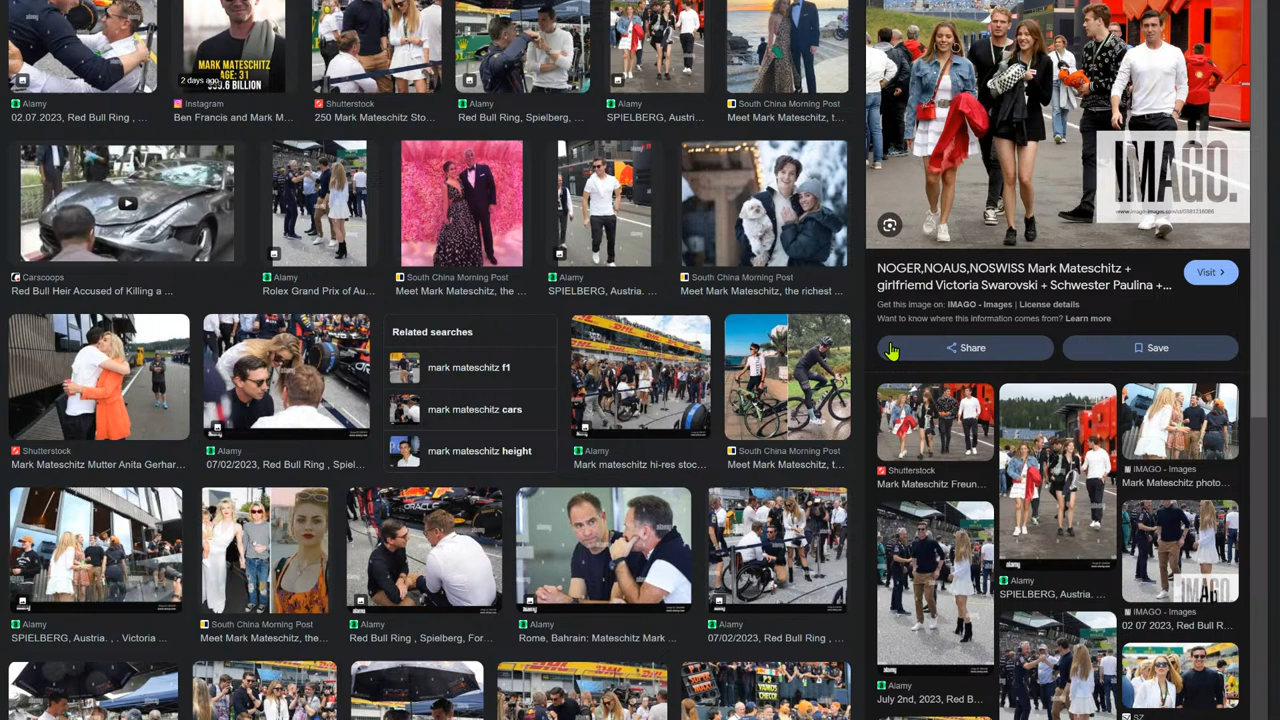 MARK MATESCHITZ
AGE: 31
2 days ago
Alamy
02.07.2023, Red Bull Ring , ...
Instagram
Ben Francis and Mark M...
Shutterstock
250 Mark Mateschitz Sto...
Alamy
Red Bull Ring, Spielberg, ...
Alamy
SPIELBERG, Austri...
South China Morning Post
Meet Mark Mateschitz, t...
Carscoops
Red Bull Heir Accused of Killing a ...
Alamy
Rolex Grand Prix of Au...
South China Morning Post
Meet Mark Mateschitz, the ...
Alamy
SPIELBERG, Austria. ...
South China Morning Post
Meet Mark Mateschitz, the richest ...
Shutterstock
Mark Mateschitz Mutter Anita Gerhar...
Alamy
07/02/2023, Red Bull Ring , Spiel...
Related searches
mark mateschitz f1
mark mateschitz cars
mark mateschitz height
Alamy
Mark mateschitz hi-res stoc...
South China Morning Post
Meet Mark Mateschitz, t...
Alamy
SPIELBERG, Austria. , . Victoria ...
South China Morning Post
Meet Mark Mateschitz, the...
ORACLE
Alamy
Red Bull Ring , Spielberg, For...
Alamy
Rome, Bahrain: Mateschitz Mark ...
Alamy
07/02/2023, Red Bull Ring , ...
IMAGO.
NOGER,NOAUS,NOSWISS Mark Mateschitz +
girlfriemd Victoria Swarovski + Schwester Paulina +...
Visit
Get this image on: IMAGO - Images | License details
Want to know where this information comes from? Learn more
Share
Save
Shutterstock
Mark Mateschitz Freun...
Alamy
SPIELBERG, Austria. ...
IMAGO - Images
Mark Mateschitz photo...
IMAGO - Images
02 07 2023, Red Bull R...
Alamy
July 2nd, 2023, Red B...
SZ